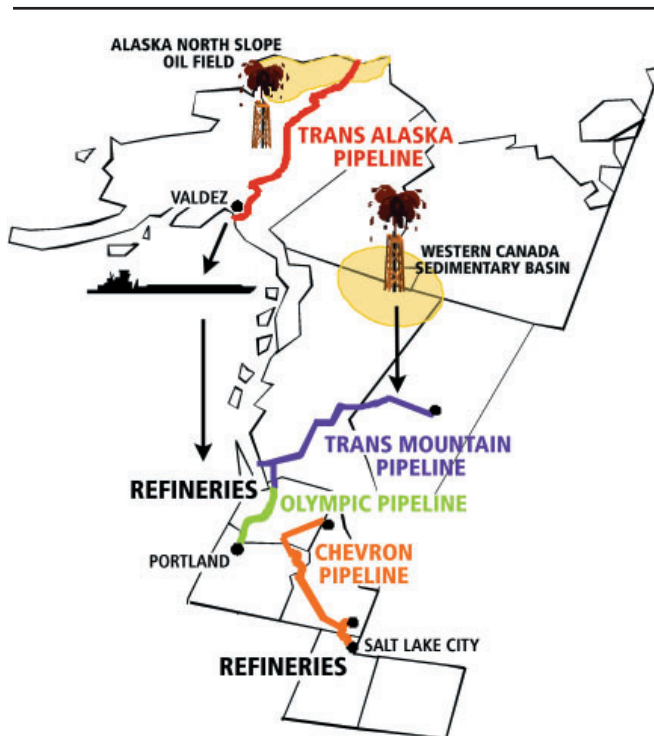 ALASKA NORTH SLOPE
OIL FIELD
TRANS ALASKA
PIPELINE
VALDEZ
WESTERN CANADA
SEDIMENTARY BASIN
TRANS MOUNTAIN
PIPELINE
REFINERIES
OLYMPIC PIPELINE
PORTLAND
CHEVRON
PIPELINE
SALT LAKE CITY
REFINERIES